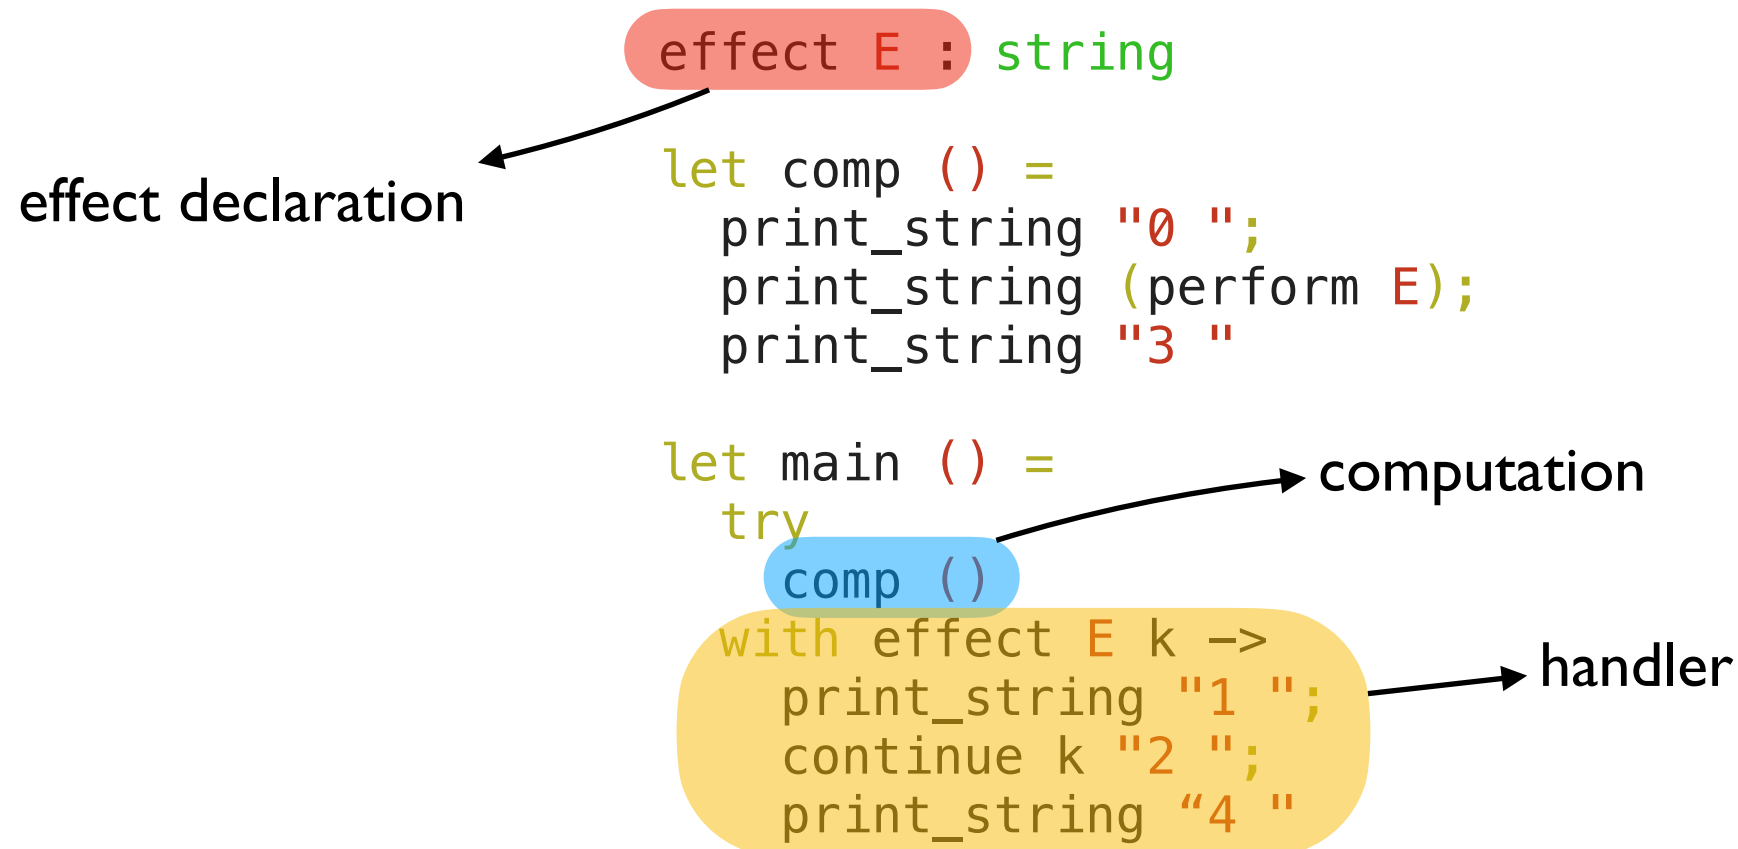 effect E : string
effect declaration
let comp () =
print_string "0 ";
print_string (perform E);
print_string "3 "
let main () =
computation
try
comp ()
with effect E k ->
handler
print_string "1 ";
continue k "2 ";
print_string “4 "